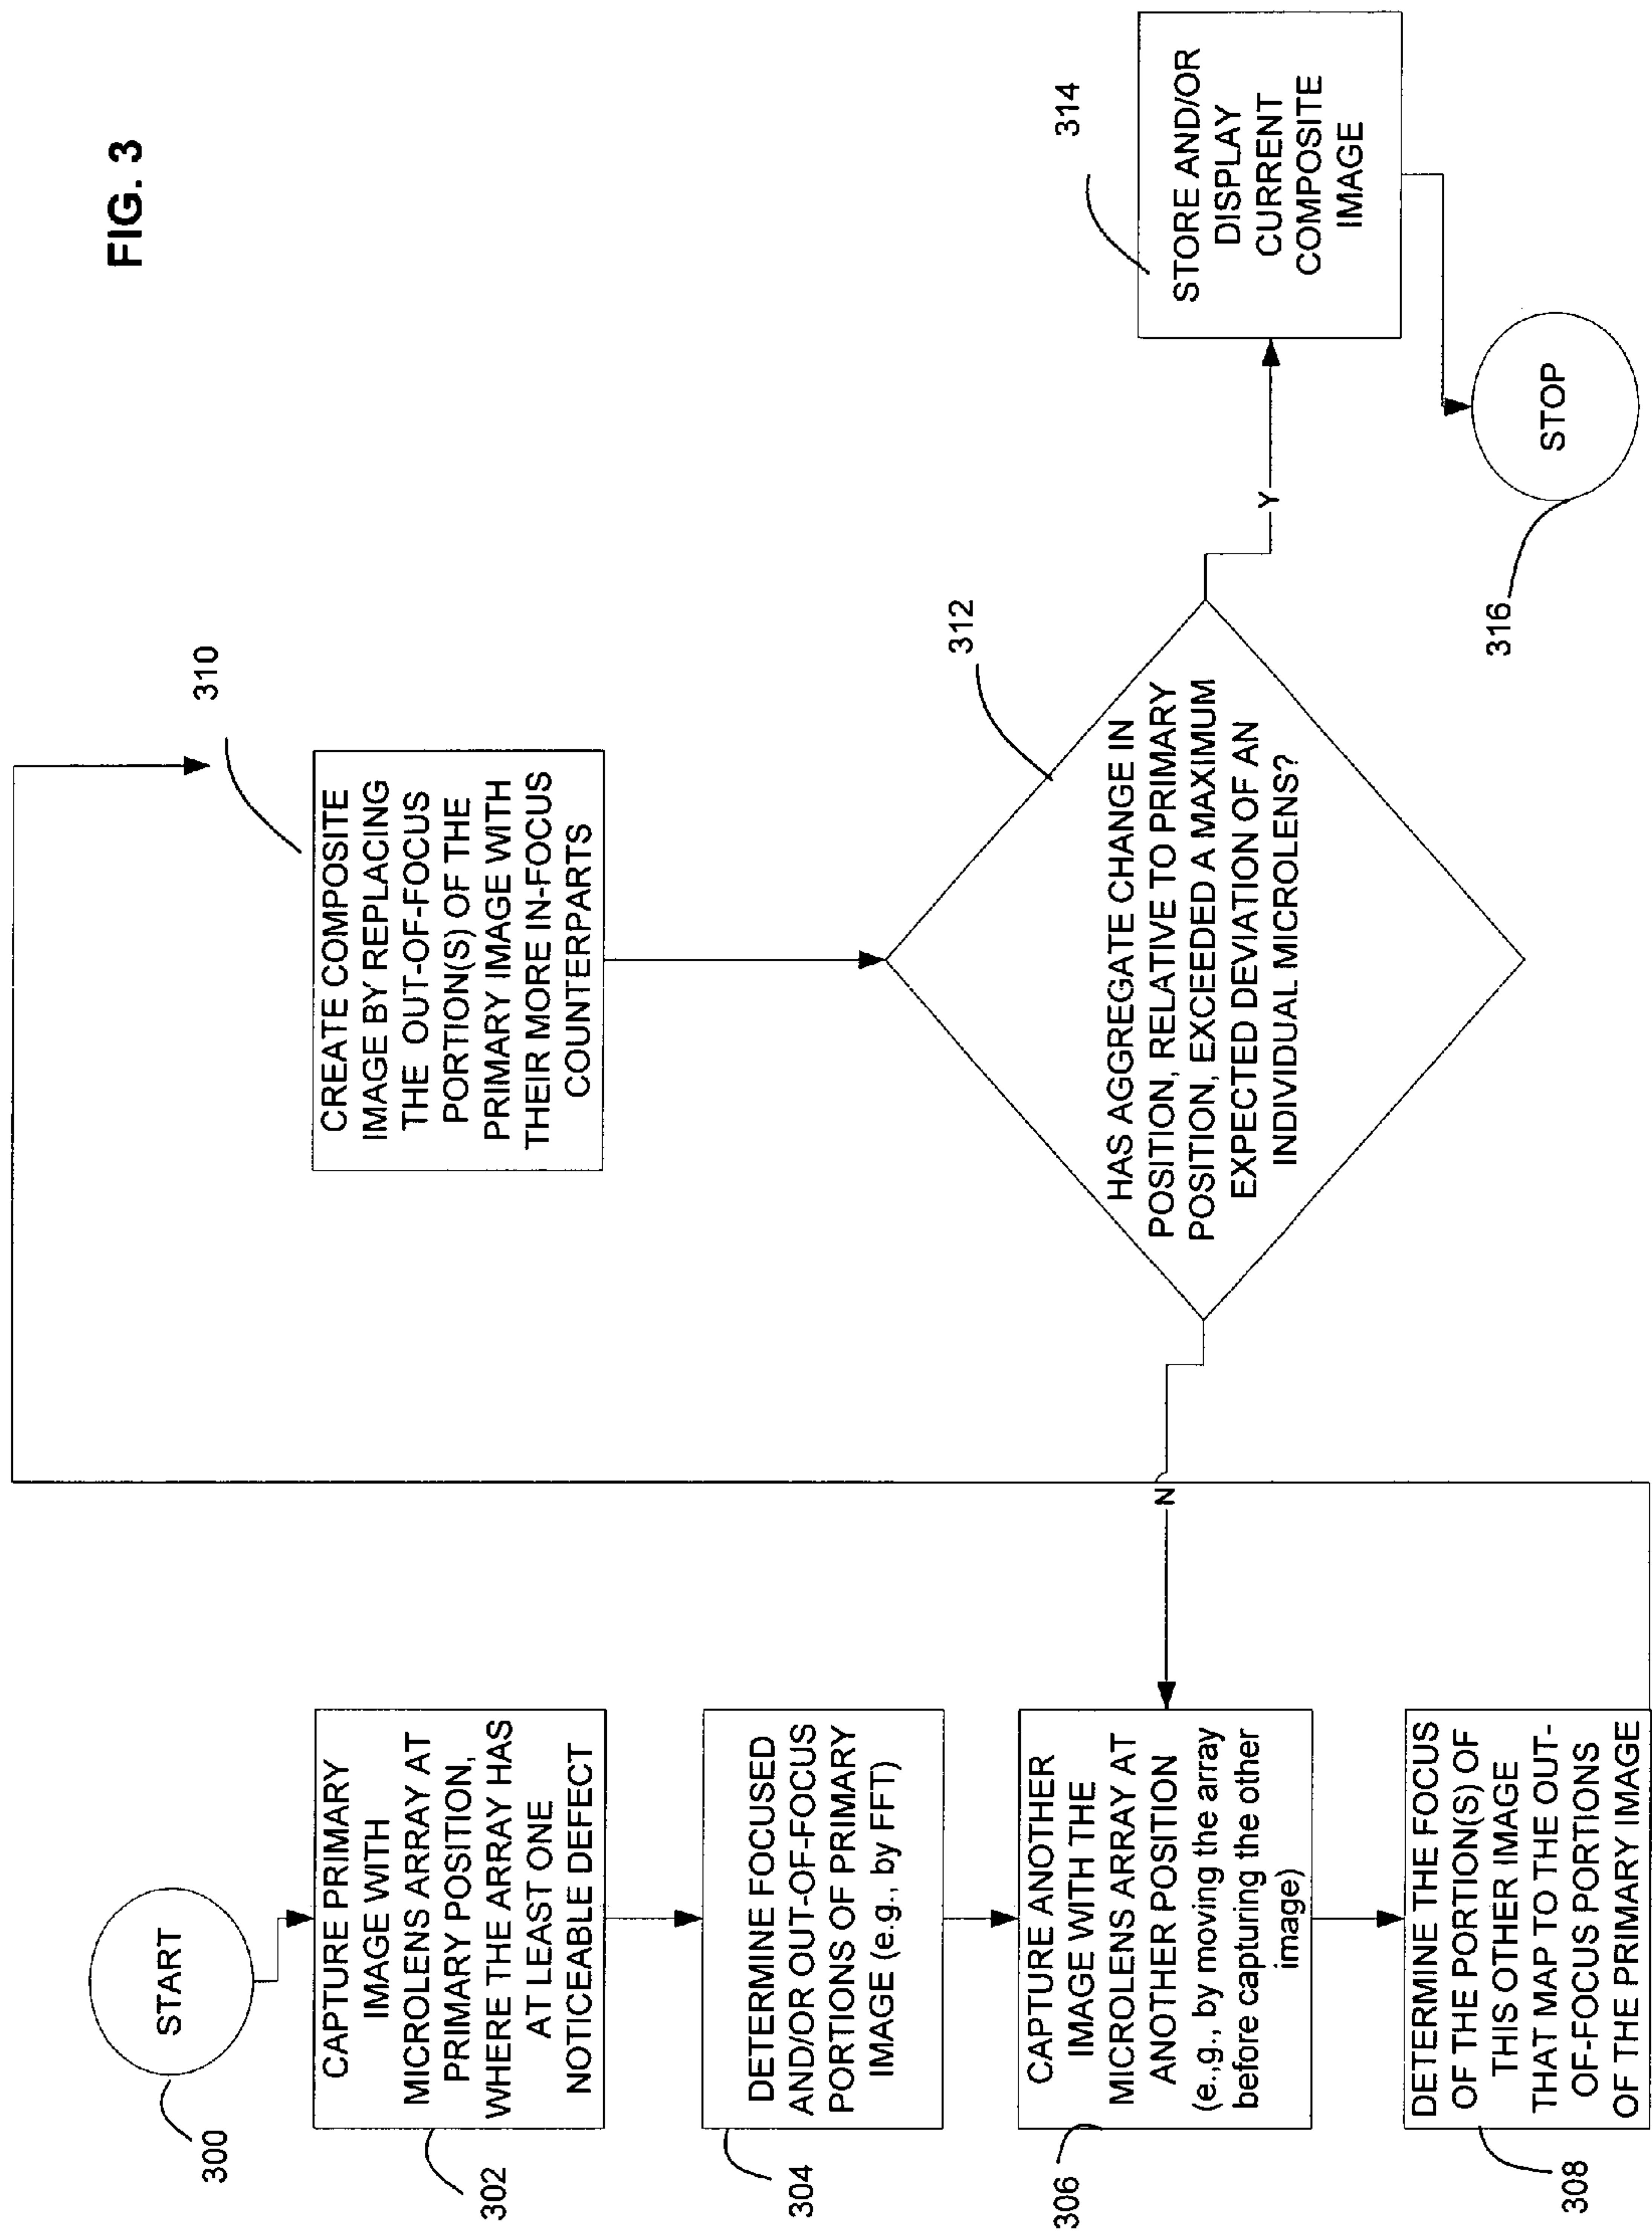 FIG. 3
START
300
CAPTURE PRIMARY
IMAGE WITH
MICROLENS ARRAY AT
PRIMARY POSITION,
WHERE THE ARRAY HAS
AT LEAST ONE
NOTICEABLE DEFECT
302
DETERMINE FOCUSED
AND/OR OUT-OF-FOCUS
PORTIONS OF PRIMARY
IMAGE (e.g., by FFT)
304
CAPTURE ANOTHER
IMAGE WITH THE
MICROLENS ARRAY AT
ANOTHER POSITION
(e.,g., by moving the array
before capturing the other
image)
306
DETERMINE THE FOCUS
OF THE PORTION(S) OF
THIS OTHER IMAGE
THAT MAP TO THE OUT-
OF-FOCUS PORTIONS
OF THE PRIMARY IMAGE
308
310
CREATE COMPOSITE
IMAGE BY REPLACING
THE OUT-OF-FOCUS
PORTION(S) OF THE
PRIMARY IMAGE WITH
THEIR MORE IN-FOCUS
COUNTERPARTS
312
HAS AGGREGATE CHANGE IN
POSITION, RELATIVE TO PRIMARY
POSITION, EXCEEDED A MAXIMUM
EXPECTED DEVIATION OF AN
INDIVIDUAL MICROLENS?
N
Y
314
STORE AND/OR
DISPLAY
CURRENT
COMPOSITE
IMAGE
STOP
316